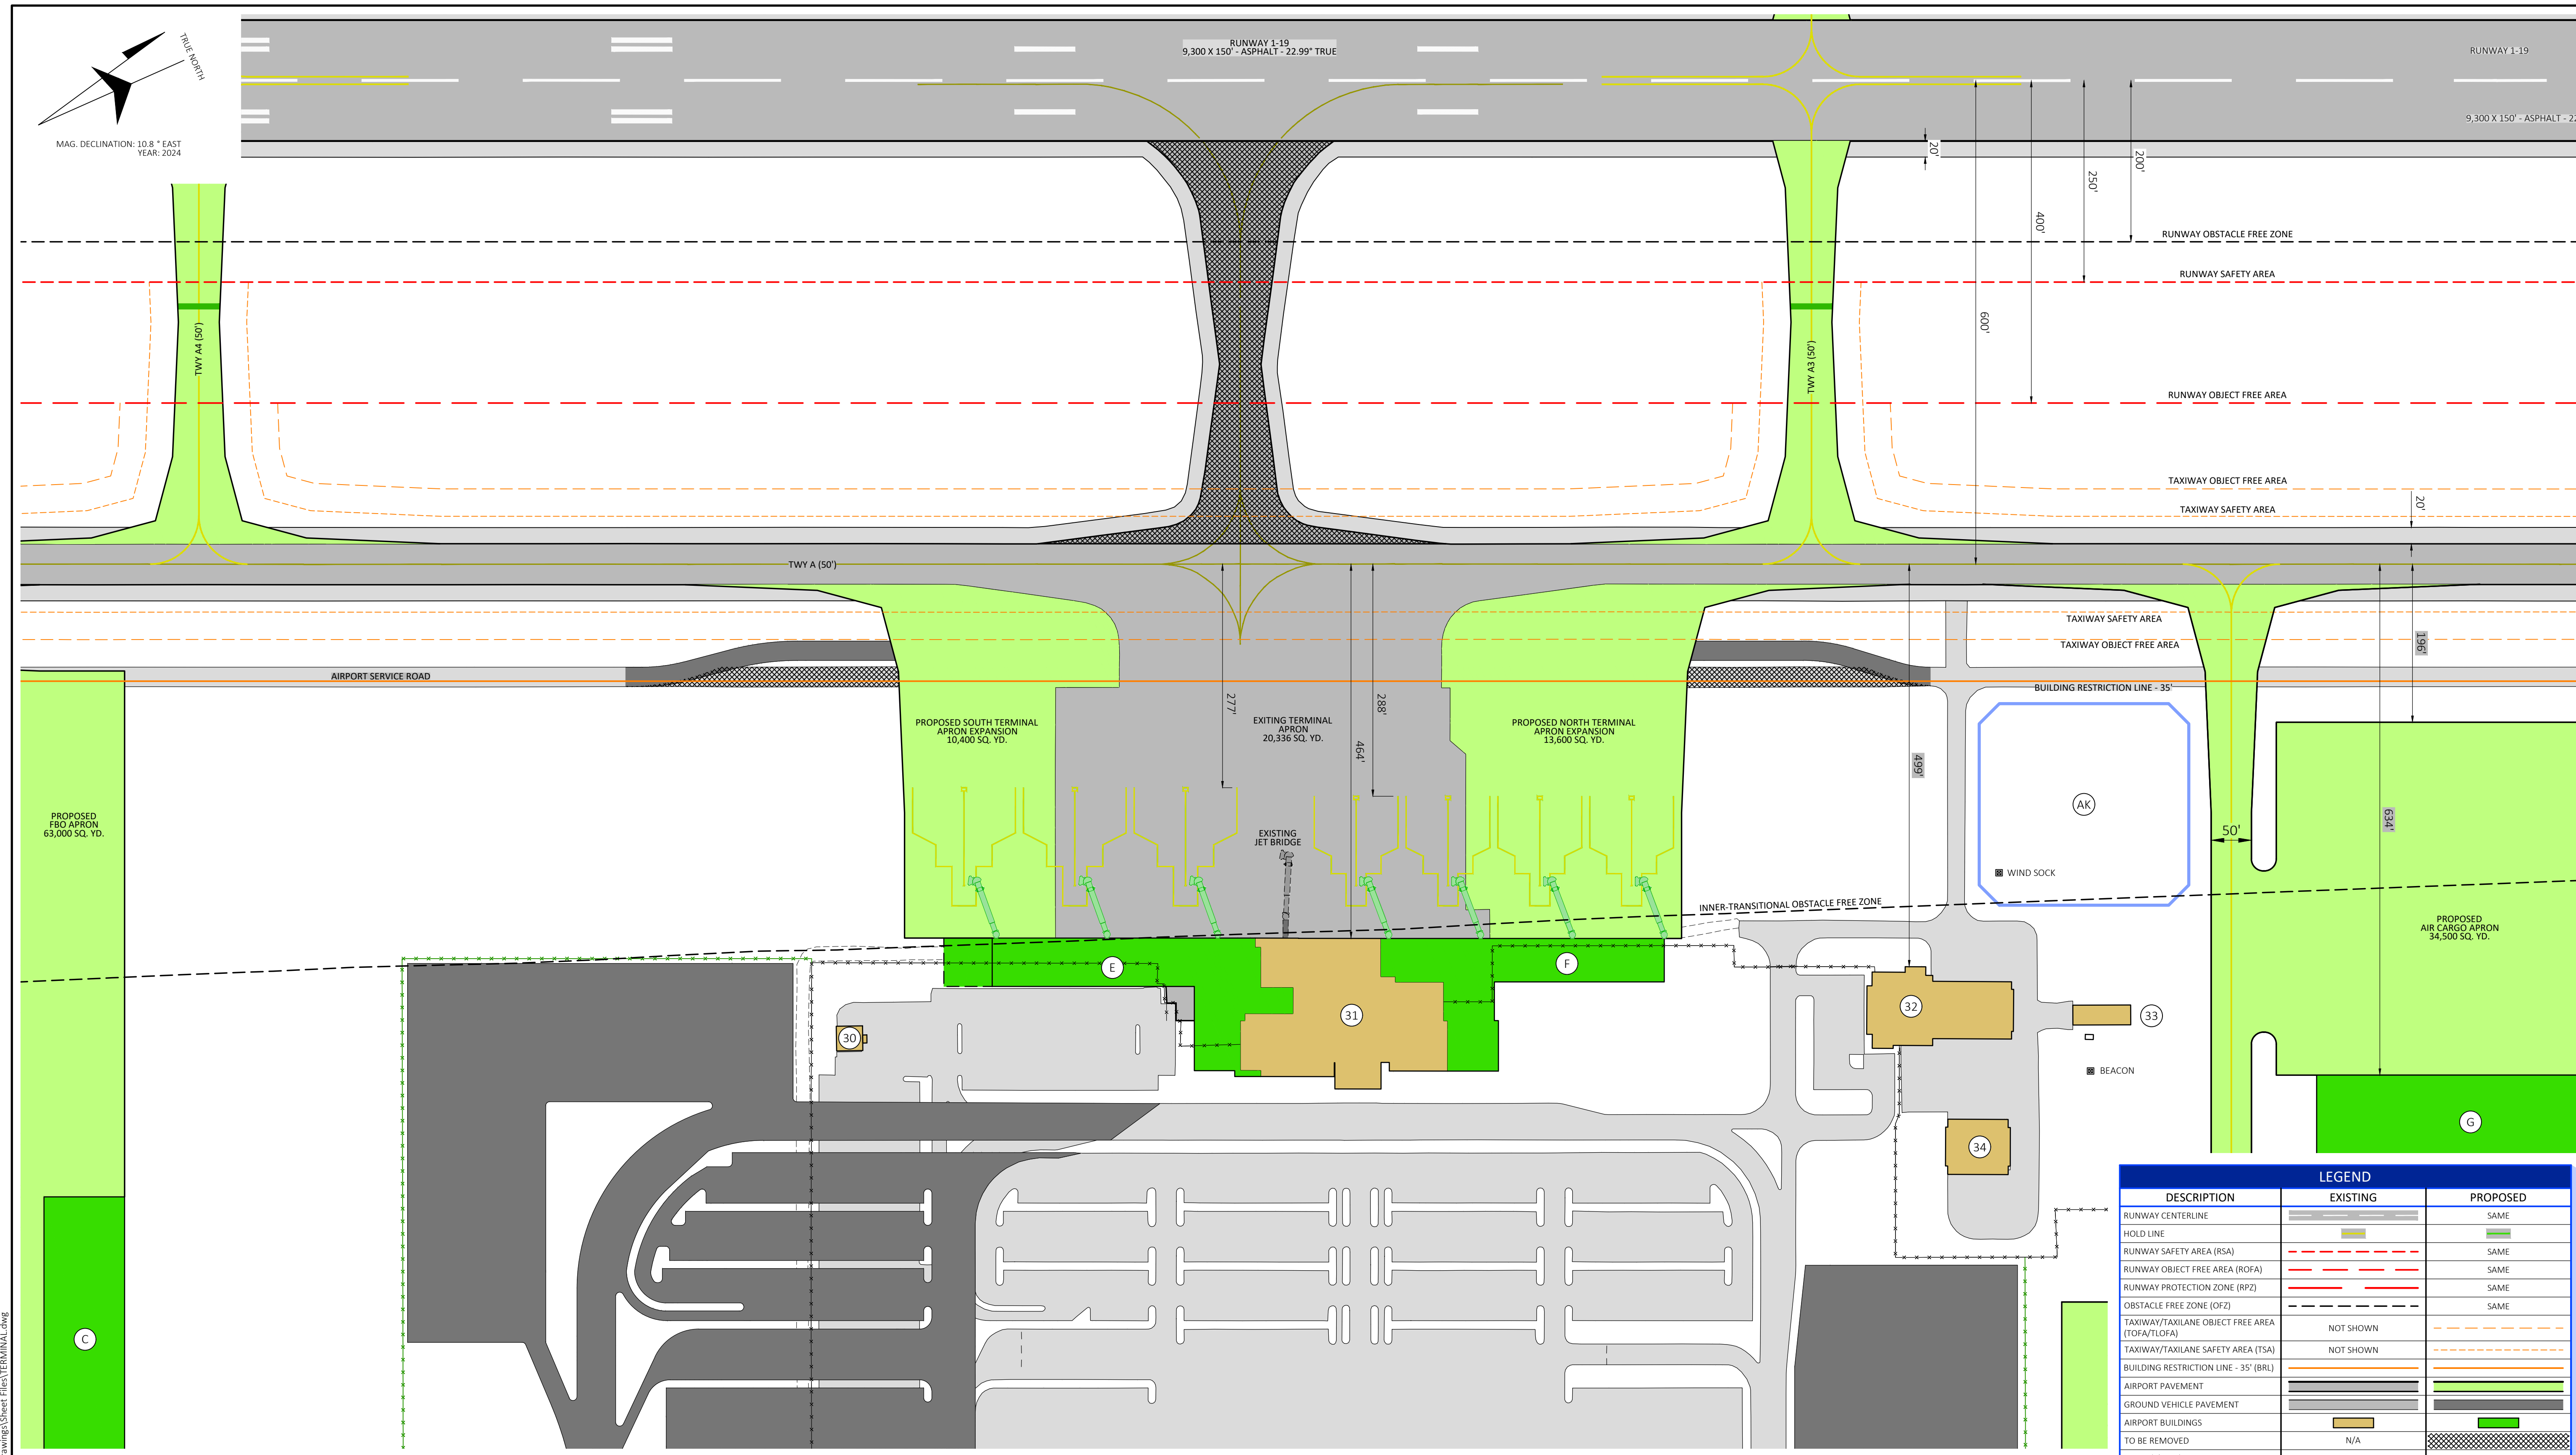 TRUE NORTH
MAG. DECLINATION: 10.8 ° EAST
YEAR: 2024
RUNWAY 1-19
9,300 X 150' - ASPHALT - 22.99° TRUE
RUNWAY 1-19
9,300 X 150' - ASPHALT - 22
20'
200'
250'
400'
600'
RUNWAY OBSTACLE FREE ZONE
RUNWAY SAFETY AREA
RUNWAY OBJECT FREE AREA
TAXIWAY OBJECT FREE AREA
TAXIWAY SAFETY AREA
20'
TWY A4 (50')
TWY A3 (50')
TWY A (50')
TAXIWAY SAFETY AREA
TAXIWAY OBJECT FREE AREA
196'
AIRPORT SERVICE ROAD
BUILDING RESTRICTION LINE - 35'
277'
288'
464'
499'
634'
PROPOSED SOUTH TERMINAL
APRON EXPANSION
10,400 SQ. YD.
EXITING TERMINAL
APRON
20,336 SQ. YD.
PROPOSED NORTH TERMINAL
APRON EXPANSION
13,600 SQ. YD.
PROPOSED
FBO APRON
63,000 SQ. YD.
EXISTING
JET BRIDGE
AK
50'
WIND SOCK
INNER-TRANSITIONAL OBSTACLE FREE ZONE
PROPOSED
AIR CARGO APRON
34,500 SQ. YD.
E
F
30
31
32
33
BEACON
34
G
C
LEGEND
DESCRIPTION EXISTING PROPOSED
RUNWAY CENTERLINE SAME
HOLD LINE
RUNWAY SAFETY AREA (RSA) SAME
RUNWAY OBJECT FREE AREA (ROFA) SAME
RUNWAY PROTECTION ZONE (RPZ) SAME
OBSTACLE FREE ZONE (OFZ) SAME
TAXIWAY/TAXILANE OBJECT FREE AREA
(TOFA/TLOFA) NOT SHOWN
TAXIWAY/TAXILANE SAFETY AREA (TSA) NOT SHOWN
BUILDING RESTRICTION LINE - 35' (BRL)
AIRPORT PAVEMENT
GROUND VEHICLE PAVEMENT
AIRPORT BUILDINGS
TO BE REMOVED N/A
rawings\Sheet Files\TERMINAL.dwg